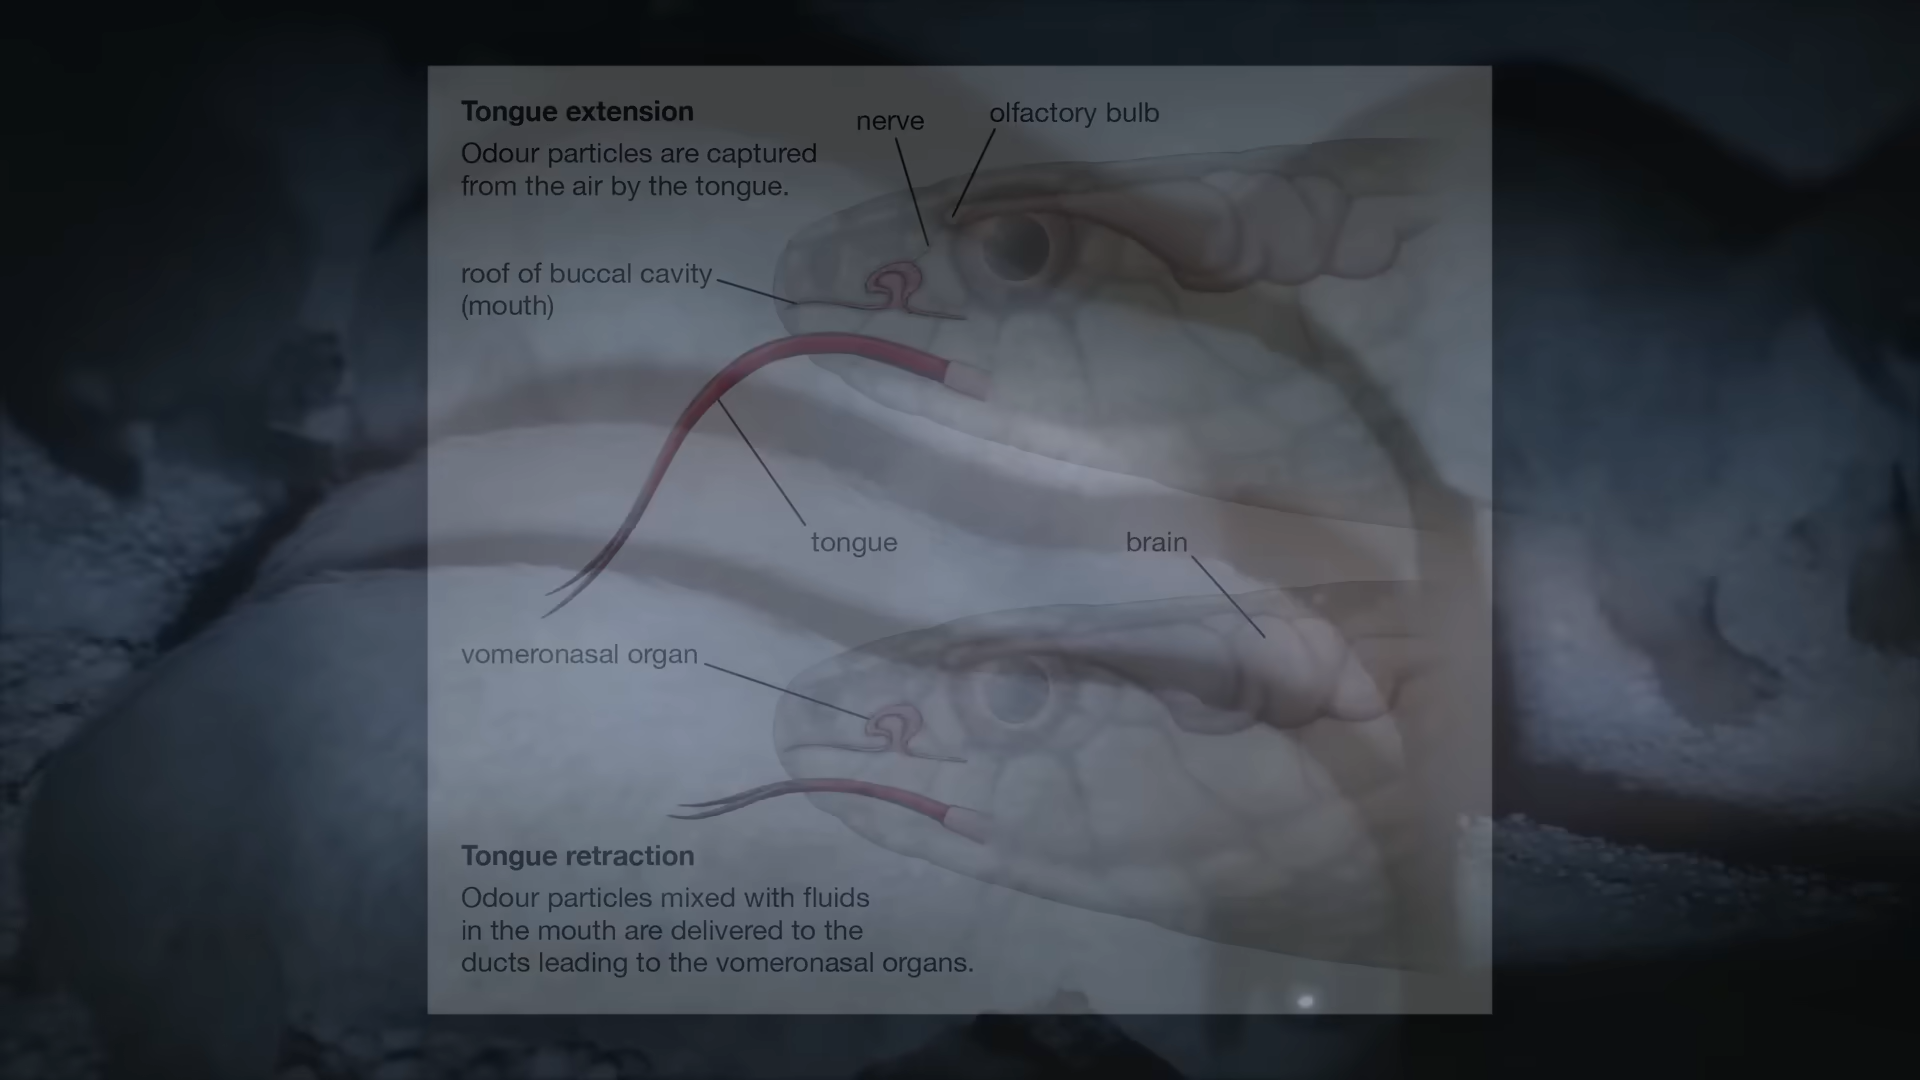 Tongue extension
Odour particles are captured
from the air by the tongue.
nerve
olfactory bulb
roof of buccal cavity
(mouth)
tongue
brain
vomeronasal organ
Tongue retraction
Odour particles mixed with fluids
in the mouth are delivered to the
ducts leading to the vomeronasal organs.